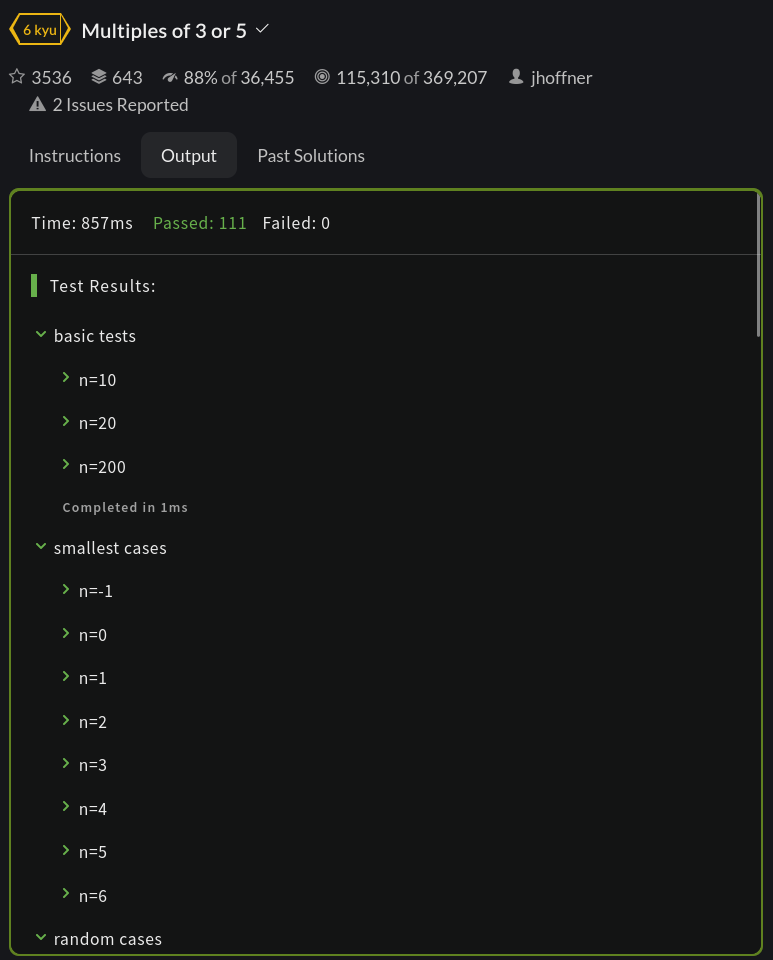 6 kyu Multiples of 3 or 5
3536 643 88% of 36,455 115,310 of 369,207 jhoffner
2 Issues Reported
Instructions Output Past Solutions
Time: 857ms Passed: 111 Failed: 0
Test Results:
basic tests
n=10
n=20
n=200
Completed in 1ms
smallest cases
n=-1
n=0
n=1
n=2
n=3
n=4
n=5
n=6
random cases